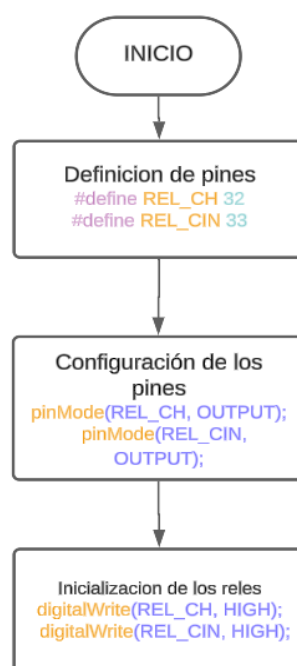 INICIO
Definicion de pines
#define REL_CH 32
#define REL_CIN 33
Configuración de los
pines
pinMode(REL_CH, OUTPUT);
pinMode(REL_CIN,
OUTPUT);
Inicializacion de los reles
digitalWrite(REL_CH, HIGH);
digitalWrite(REL_CIN, HIGH);